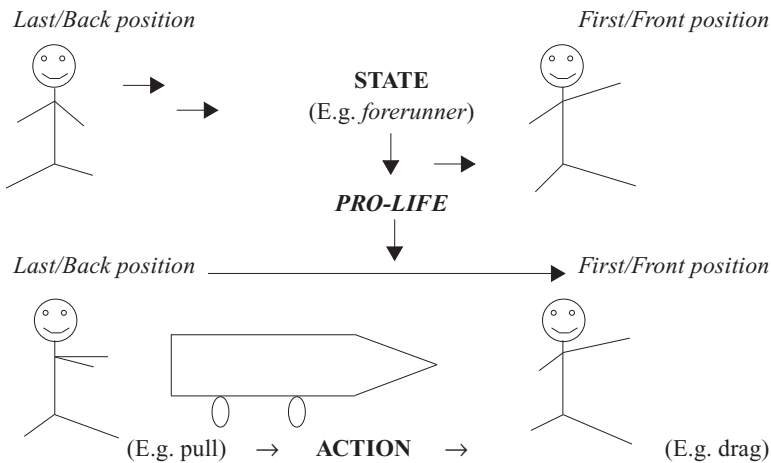 Last/Back position First/Front position
STATE
(E.g. forerunner)
PRO-LIFE
Last/Back position First/Front position
(E.g. pull) → ACTION → (E.g. drag)